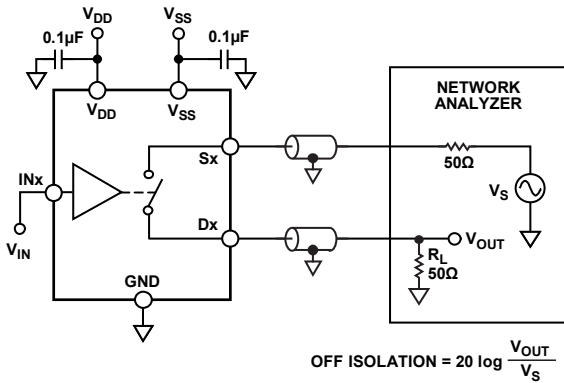 VDD
VSS
0.1µF
0.1µF
VDD
VSS
NETWORK
ANALYZER
Sx
50Ω
INx
VS
VIN
Dx
VOUT
RL
50Ω
GND
OFF ISOLATION = 20 log VOUT
VS